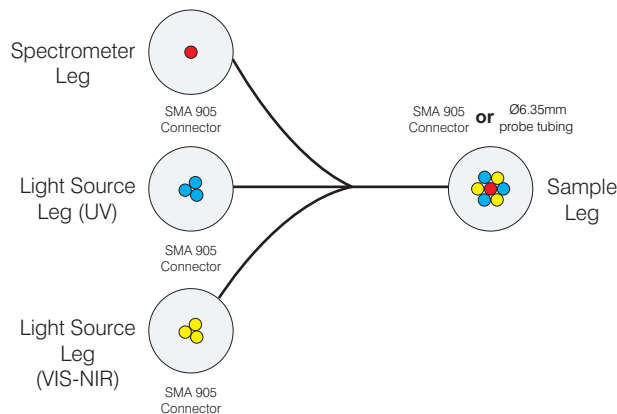 Spectrometer
Leg
SMA 905
Connector
Light Source
Leg (UV)
SMA 905
Connector
Light Source
Leg
(VIS-NIR)
SMA 905
Connector
SMA 905
Connector
or
Ø6.35mm
probe tubing
Sample
Leg